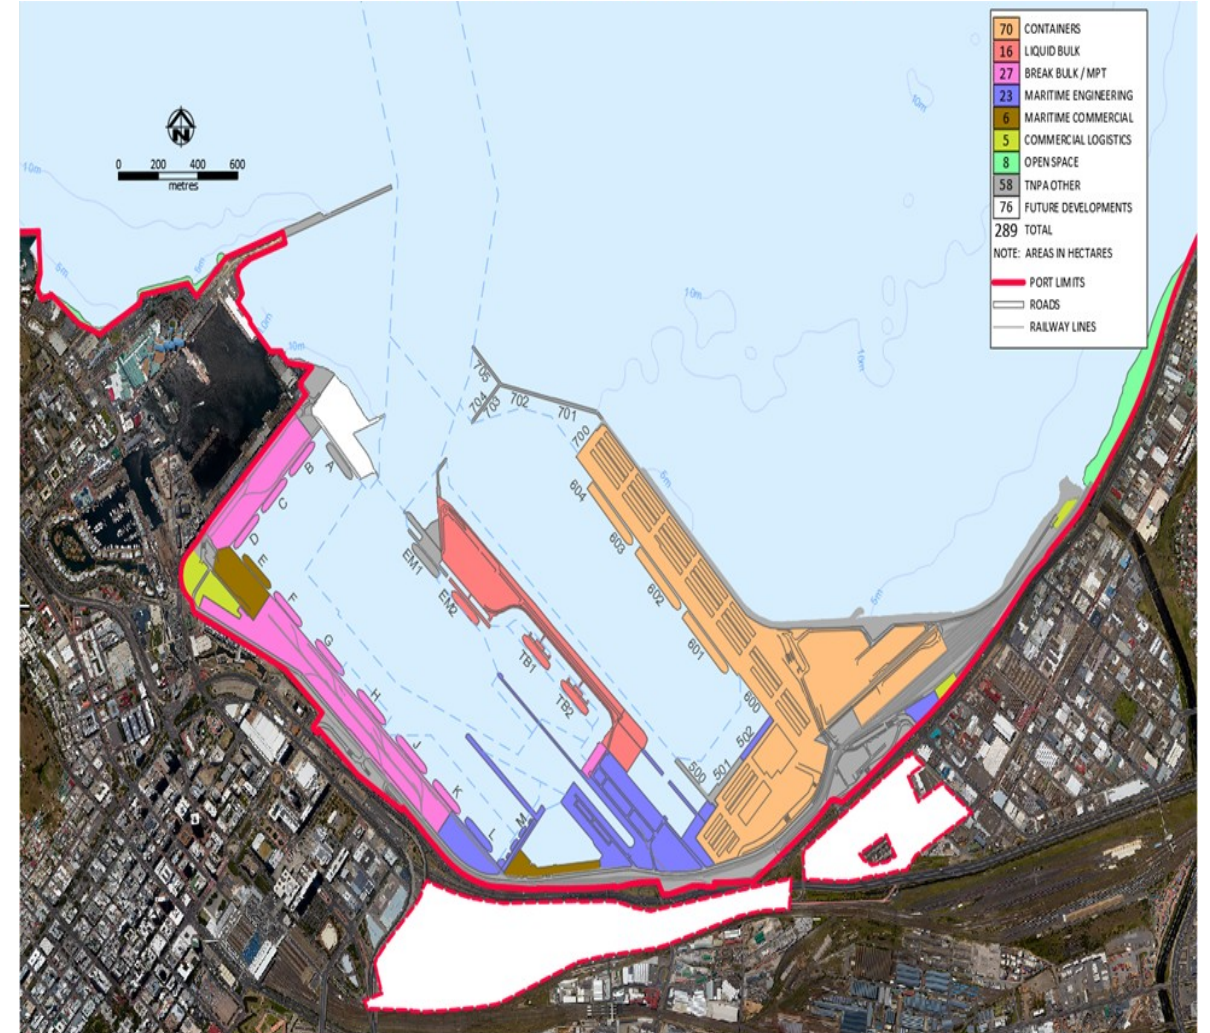 70 CONTAINERS
16 LIQUID BULK
27 BREAK BULK / MPT
23 MARITIME ENGINEERING
6 MARITIME COMMERCIAL
5 COMMERCIAL LOGISTICS
8 OPEN SPACE
58 TNPA OTHER
76 FUTURE DEVELOPMENTS
289 TOTAL
NOTE: AREAS IN HECTARES
PORT LIMITS
ROADS
RAILWAY LINES
N
0 200 400 600
metres
10m
10m
5m
5m
10m
10m
10m
5m
5m
705
704
703
702
701
700
604
603
602
601
600
502
501
500
A
B
C
D
E
F
G
H
J
K
L
M
EM1
EM2
TB1
TB2